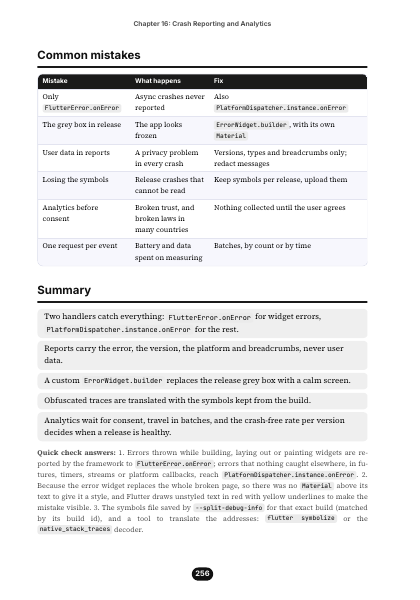 Chapter 16: Crash Reporting and Analytics
Common mistakes
Mistake What happens Fix
Only FlutterError.onError Async crashes never reported Also PlatformDispatcher.instance.onError
The grey box in release The app looks frozen ErrorWidget.builder, with its own Material
User data in reports A privacy problem in every crash Versions, types and breadcrumbs only; redact messages
Losing the symbols Release crashes that cannot be read Keep symbols per release, upload them
Analytics before consent Broken trust, and broken laws in many countries Nothing collected until the user agrees
One request per event Battery and data spent on measuring Batches, by count or by time
Summary
Two handlers catch everything: FlutterError.onError for widget errors,
PlatformDispatcher.instance.onError for the rest.
Reports carry the error, the version, the platform and breadcrumbs, never user
data.
A custom ErrorWidget.builder replaces the release grey box with a calm screen.
Obfuscated traces are translated with the symbols kept from the build.
Analytics wait for consent, travel in batches, and the crash-free rate per version
decides when a release is healthy.
Quick check answers: 1. Errors thrown while building, laying out or painting widgets are re-
ported by the framework to FlutterError.onError; errors that nothing caught elsewhere, in fu-
tures, timers, streams or platform callbacks, reach PlatformDispatcher.instance.onError. 2.
Because the error widget replaces the whole broken page, so there was no Material above its
text to give it a style, and Flutter draws unstyled text in red with yellow underlines to make the
mistake visible. 3. The symbols file saved by --split-debug-info for that exact build (matched
by its build id), and a tool to translate the addresses: flutter symbolize or the
native_stack_traces decoder.
256